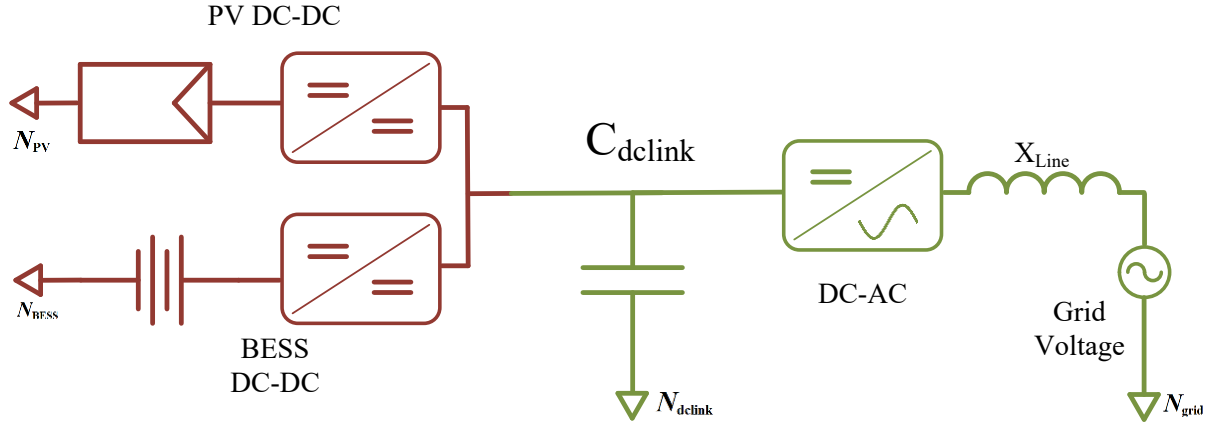 PV DC-DC
N_PV
C_dclink
X_Line
N_BESS
DC-AC
BESS
DC-DC
Grid
Voltage
N_dclink
N_grid